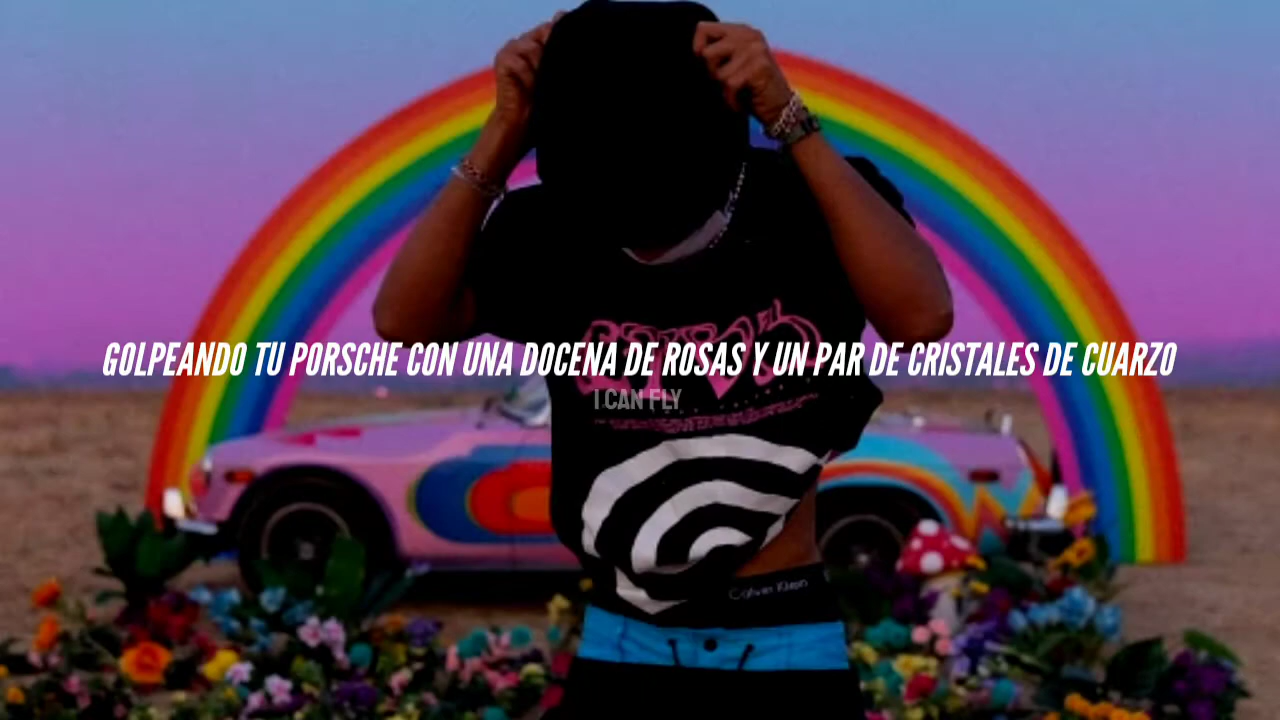 GOLPEANDO TU PORSCHE CON UNA DOCENA DE ROSAS Y UN PAR DE CRISTALES DE CUARZO
I CAN FLY
Calvin Klein